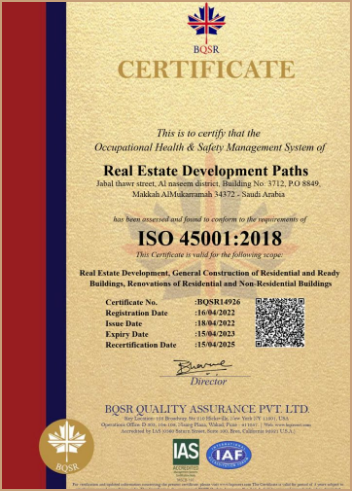 BQSR
CERTIFICATE
This is to certify that the
Occupational Health & Safety Management System of
Real Estate Development Paths
Jabal thawr street, Al naseem district, Building No: 3712, P.O 8849,
Makkah AlMukarramah 34372 - Saudi Arabia
has been assessed and found to conform to the requirements of
ISO 45001:2018
This Certificate is valid for the following scope:
Real Estate Development, General Construction of Residential and Ready
Buildings, Renovations of Residential and Non-Residential Buildings
Certificate No. :BQSR14926
Registration Date :16/04/2022
Issue Date :18/04/2022
Expiry Date :15/04/2023
Recertification Date :15/04/2025
Director
BQSR QUALITY ASSURANCE PVT. LTD.
BQSR
IAS
ACCREDITED
IAF